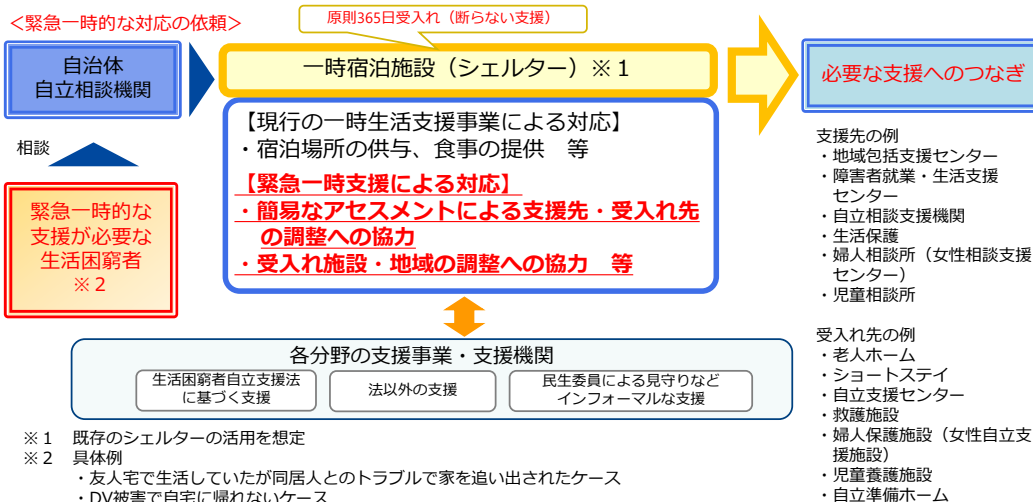 ＜緊急一時的な対応の依頼＞
原則365日受入れ（断らない支援）
自治体
自立相談機関
一時宿泊施設（シェルター）※１
必要な支援へのつなぎ
相談
緊急一時的な
支援が必要な
生活困窮者
※２
【現行の一時生活支援事業による対応】
・宿泊場所の供与、食事の提供　等
【緊急一時支援による対応】
・簡易なアセスメントによる支援先・受入れ先
の調整への協力
・受入れ施設・地域の調整への協力　等
各分野の支援事業・支援機関
生活困窮者自立支援法
に基づく支援
法以外の支援
民生委員による見守りなど
インフォーマルな支援
支援先の例
・地域包括支援センター
・障害者就業・生活支援
センター
・自立相談支援機関
・生活保護
・婦人相談所（女性相談支援
センター）
・児童相談所
受入れ先の例
・老人ホーム
・ショートステイ
・自立支援センター
・救護施設
・婦人保護施設（女性自立支
援施設）
・児童養護施設
・自立準備ホーム
※１　既存のシェルターの活用を想定
※２　具体例
・友人宅で生活していたが同居人とのトラブルで家を追い出されたケース
・DV被害で自宅に帰れないケース